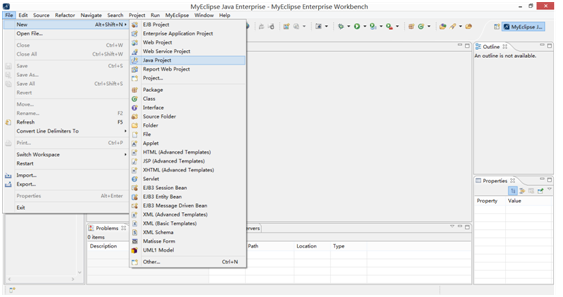 MyEclipse Java Enterprise - MyEclipse Enterprise Workbench
File Edit Source Refactor Navigate Search Project Run MyEclipse Window Help
New Alt+Shift+N
Open File...
Close Ctrl+W
Close All Ctrl+Shift+W
Save Ctrl+S
Save As...
Save All Ctrl+Shift+S
Revert
Move...
Rename... F2
Refresh F5
Convert Line Delimiters To
Print... Ctrl+P
Switch Workspace
Restart
Import...
Export...
Properties Alt+Enter
Exit
EJB Project
Enterprise Application Project
Web Project
Web Service Project
Java Project
Report Web Project
Project...
Package
Class
Interface
Source Folder
Folder
File
Applet
HTML (Advanced Templates)
JSP (Advanced Templates)
XHTML (Advanced Templates)
Servlet
EJB3 Session Bean
EJB3 Entity Bean
EJB3 Message Driven Bean
XML (Advanced Templates)
XML (Basic Templates)
XML Schema
Matisse Form
UML1 Model
Other... Ctrl+N
MyEclipse J...
Outline
An outline is not available.
Properties
Property Value
Problems ervers
0 items
Description Path Location Type